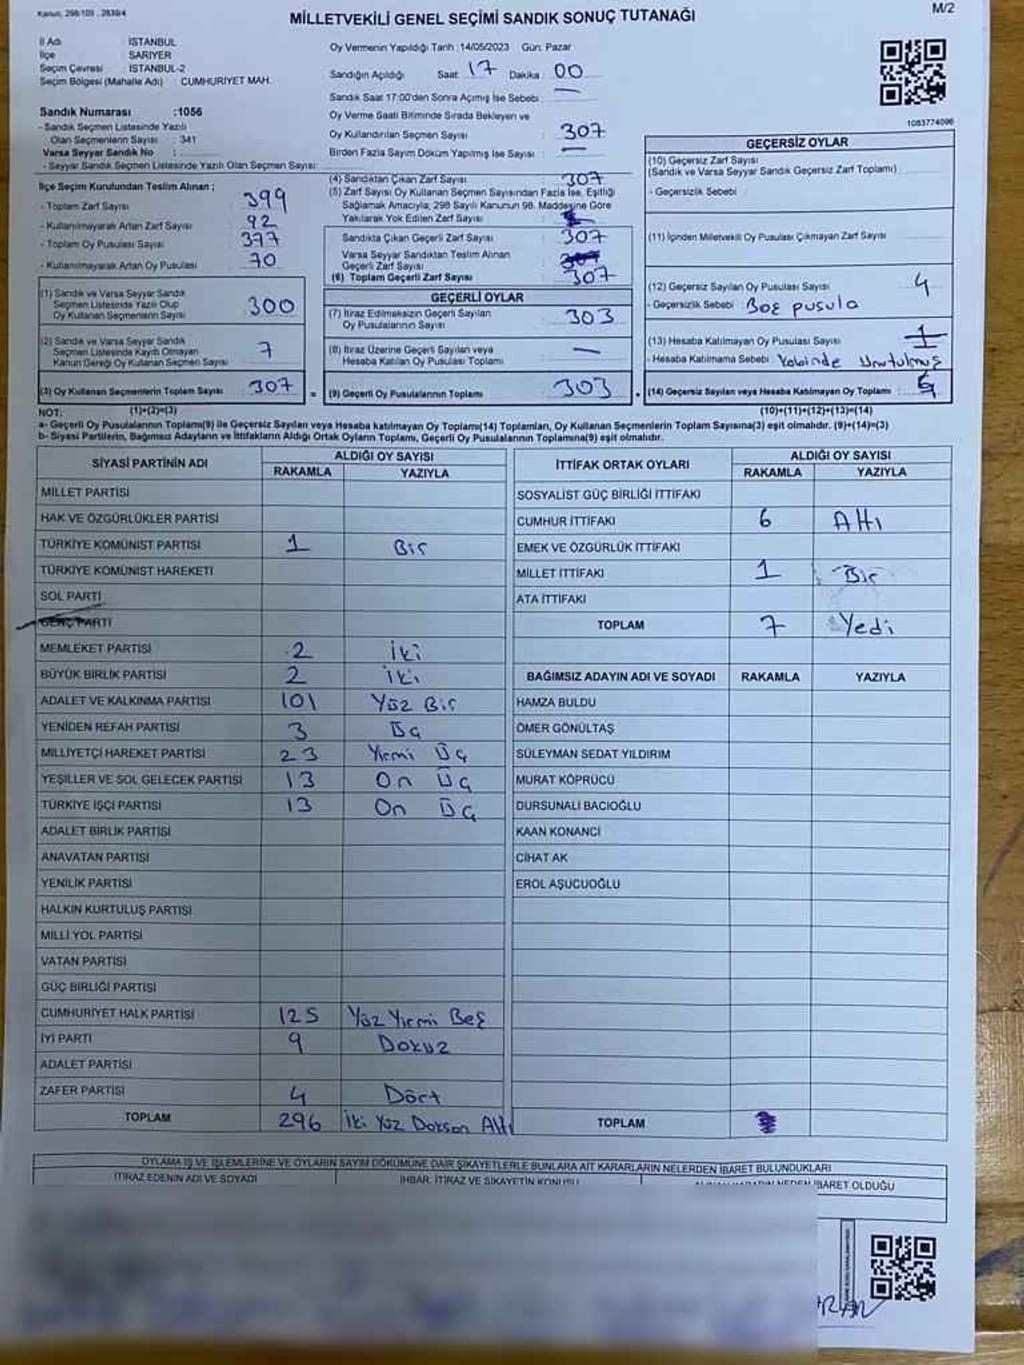 Kanun, 298/105 , 2839/4
MİLLETVEKİLİ GENEL SEÇİMİ SANDIK SONUÇ TUTANAĞI
M/2
İl Adı : İSTANBUL
İlçe SARIYER
Seçim Çevresi İSTANBUL-2
Seçim Bölgesi (Mahalle Adı) : CUMHURİYET MAH.
Sandık Numarası :1056
- Sandık Seçmen Listesinde Yazılı
Olan Seçmenlerin Sayısı : 341
Varsa Seyyar Sandık No :
- Seyyar Sandık Seçmen Listesinde Yazılı Olan Seçmen Sayısı:
Oy Vermenin Yapıldığı Tarih :14/05/2023 Gün: Pazar
Sandığın Açıldığı Saat: 17 Dakika : 00
Sandık Saat 17:00'den Sonra Açımış İse Sebebi : —
Oy Verme Saati Bitiminde Sırada Bekleyen ve
Oy Kullandırılan Seçmen Sayısı : 307
Birden Fazla Sayım Döküm Yapılmış İse Sayısı : —
1083774096
İlçe Seçim Kurulundan Teslim Alınan ;
- Toplam Zarf Sayısı : 399
- Kullanılmayarak Artan Zarf Sayısı : 92
- Toplam Oy Pusulası Sayısı : 377
- Kullanılmayarak Artan Oy Pusulası : 70
(4) Sandıktan Çıkan Zarf Sayısı : 307
(5) Zarf Sayısı Oy Kullanan Seçmen Sayısından Fazla İse, Eşitliği
Sağlamak Amacıyla; 298 Sayılı Kanunun 98. Maddesine Göre
Yakılarak Yok Edilen Zarf Sayısı :
Sandıkta Çıkan Geçerli Zarf Sayısı : 307
Varsa Seyyar Sandıktan Teslim Alınan
Geçerli Zarf Sayısı
(6) Toplam Geçerli Zarf Sayısı : 307
GEÇERSİZ OYLAR
(10) Geçersiz Zarf Sayısı
(Sandık ve Varsa Seyyar Sandık Geçersiz Zarf Toplamı) :
- Geçersizlik Sebebi :
(11) İçinden Milletvekili Oy Pusulası Çıkmayan Zarf Sayısı
(12) Geçersiz Sayılan Oy Pusulası Sayısı : 4
- Geçersizlik Sebebi : Boş pusula
(13) Hesaba Katılmayan Oy Pusulası Sayısı : 1
- Hesaba Katılmama Sebebi : Kabinde Unutulmuş
(14) Geçersiz Sayılan veya Hesaba Katılmayan Oy Toplamı :
(1) Sandık ve Varsa Seyyar Sandık
Seçmen Listesinde Yazılı Olup
Oy Kullanan Seçmenlerin Sayısı : 300
(2) Sandık ve Varsa Seyyar Sandık
Seçmen Listesinde Kayıtlı Olmayan
Kanun Gereği Oy Kullanan Seçmen Sayısı : 7
(3) Oy Kullanan Seçmenlerin Toplam Sayısı : 307
GEÇERLİ OYLAR
(7) İtiraz Edilmeksizin Geçerli Sayılan
Oy Pusulalarının Sayısı : 303
(8) İtiraz Üzerine Geçerli Sayılan veya
Hesaba Katılan Oy Pusulası Toplamı : —
(9) Geçerli Oy Pusulalarının Toplamı : 303
NOT: (1)+(2)=(3) (10)+(11)+(12)+(13)=(14)
a- Geçerli Oy Pusulalarının Toplamı(9) ile Geçersiz Sayılan veya Hesaba katılmayan Oy Toplamı(14) Toplamları, Oy Kullanan Seçmenlerin Toplam Sayısına(3) eşit olmalıdır. (9)+(14)=(3)
b- Siyasi Partilerin, Bağımsız Adayların ve İttifakların Aldığı Ortak Oyların Toplamı, Geçerli Oy Pusulalarının Toplamına(9) eşit olmalıdır.
SİYASİ PARTİNİN ADI ALDIĞI OY SAYISI
RAKAMLA YAZIYLA
MİLLET PARTİSİ
HAK VE ÖZGÜRLÜKLER PARTİSİ
TÜRKİYE KOMÜNİST PARTİSİ 1 Bir
TÜRKİYE KOMÜNİST HAREKETİ
SOL PARTİ
GENÇ PARTİ
MEMLEKET PARTİSİ 2 İki
BÜYÜK BİRLİK PARTİSİ 2 İki
ADALET VE KALKINMA PARTİSİ 101 Yüz Bir
YENİDEN REFAH PARTİSİ 3 Üç
MİLLİYETÇİ HAREKET PARTİSİ 23 Yirmi Üç
YEŞİLLER VE SOL GELECEK PARTİSİ 13 On Üç
TÜRKİYE İŞÇİ PARTİSİ 13 On Üç
ADALET BİRLİK PARTİSİ
ANAVATAN PARTİSİ
YENİLİK PARTİSİ
HALKIN KURTULUŞ PARTİSİ
MİLLİ YOL PARTİSİ
VATAN PARTİSİ
GÜÇ BİRLİĞİ PARTİSİ
CUMHURİYET HALK PARTİSİ 125 Yüz Yirmi Beş
İYİ PARTİ 9 Dokuz
ADALET PARTİSİ
ZAFER PARTİSİ 4 Dört
TOPLAM 296 İki Yüz Doksan Altı
İTTİFAK ORTAK OYLARI ALDIĞI OY SAYISI
RAKAMLA YAZIYLA
SOSYALİST GÜÇ BİRLİĞİ İTTİFAKI
CUMHUR İTTİFAKI 6 Altı
EMEK VE ÖZGÜRLÜK İTTİFAKI
MİLLET İTTİFAKI 1 Bir
ATA İTTİFAKI
TOPLAM 7 Yedi
BAĞIMSIZ ADAYIN ADI VE SOYADI RAKAMLA YAZIYLA
HAMZA BULDU
ÖMER GÖNÜLTAŞ
SÜLEYMAN SEDAT YILDIRIM
MURAT KÖPRÜCÜ
DURSUNALİ BACIOĞLU
KAAN KONANCI
CİHAT AK
EROL AŞUCUOĞLU
TOPLAM
OYLAMA İŞ VE İŞLEMLERİNE VE OYLARIN SAYIM DÖKÜMÜNE DAİR ŞİKAYETLERLE BUNLARA AİT KARARLARIN NELERDEN İBARET BULUNDUKLARI
İTİRAZ EDENİN ADI VE SOYADI İHBAR, İTİRAZ VE ŞİKAYETİN KONUSU NEDEN İBARET OLDUĞU